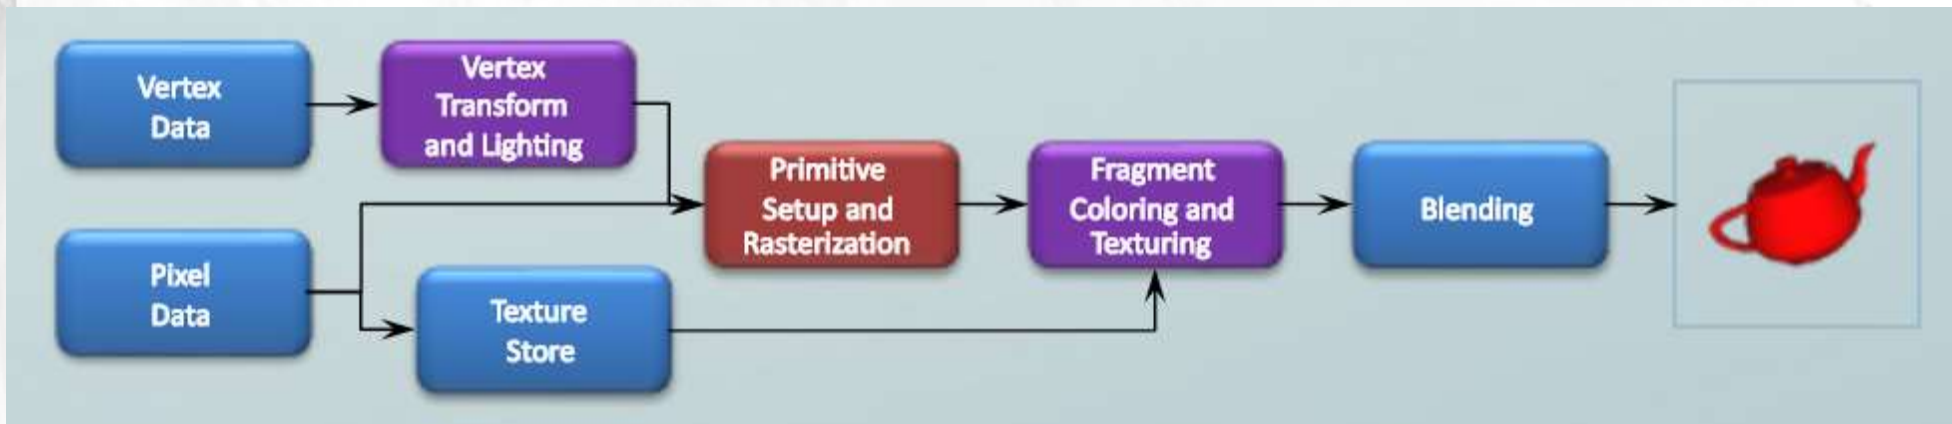 Vertex
Data
Vertex
Transform
and Lighting
Primitive
Setup and
Rasterization
Fragment
Coloring and
Texturing
Blending
Pixel
Data
Texture
Store